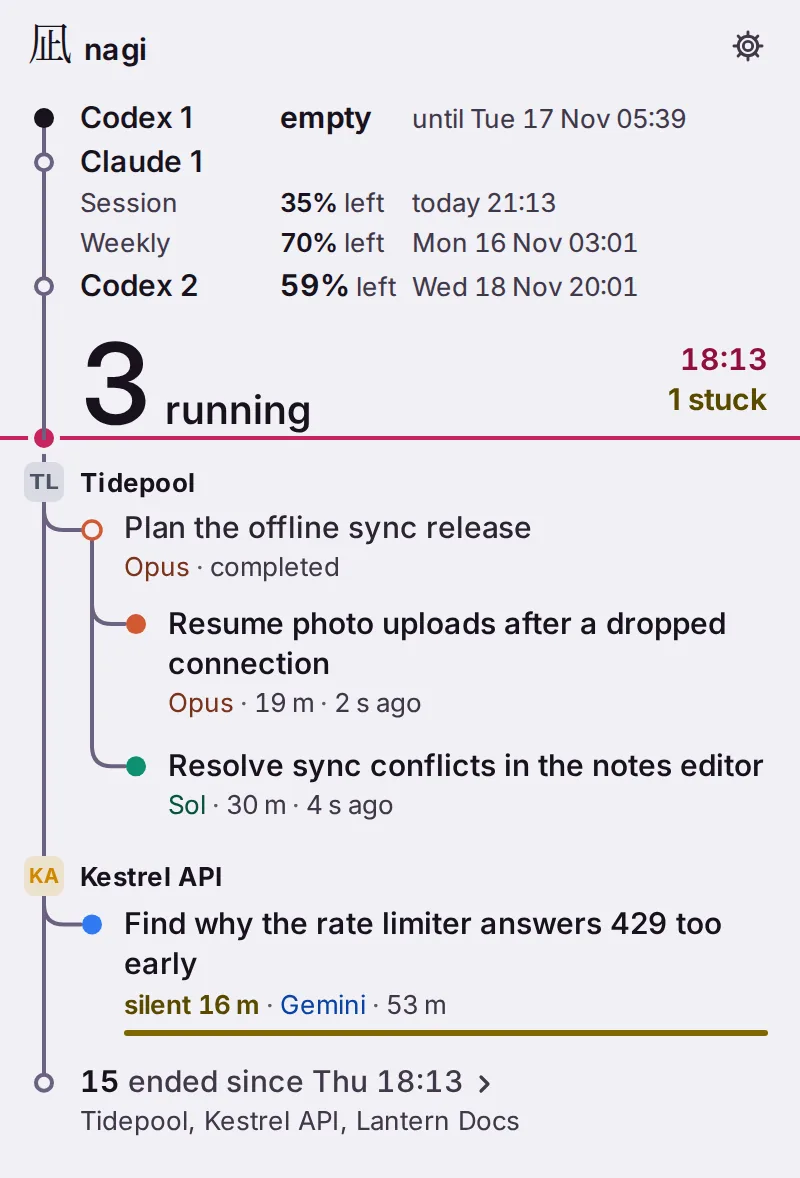 凪 nagi
Codex 1 empty until Tue 17 Nov 05:39
Claude 1
Session 35% left today 21:13
Weekly 70% left Mon 16 Nov 03:01
Codex 2 59% left Wed 18 Nov 20:01
3 running
18:13
1 stuck
TL Tidepool
Plan the offline sync release
Opus · completed
Resume photo uploads after a dropped
connection
Opus · 19 m · 2 s ago
Resolve sync conflicts in the notes editor
Sol · 30 m · 4 s ago
KA Kestrel API
Find why the rate limiter answers 429 too
early
silent 16 m · Gemini · 53 m
15 ended since Thu 18:13 ›
Tidepool, Kestrel API, Lantern Docs